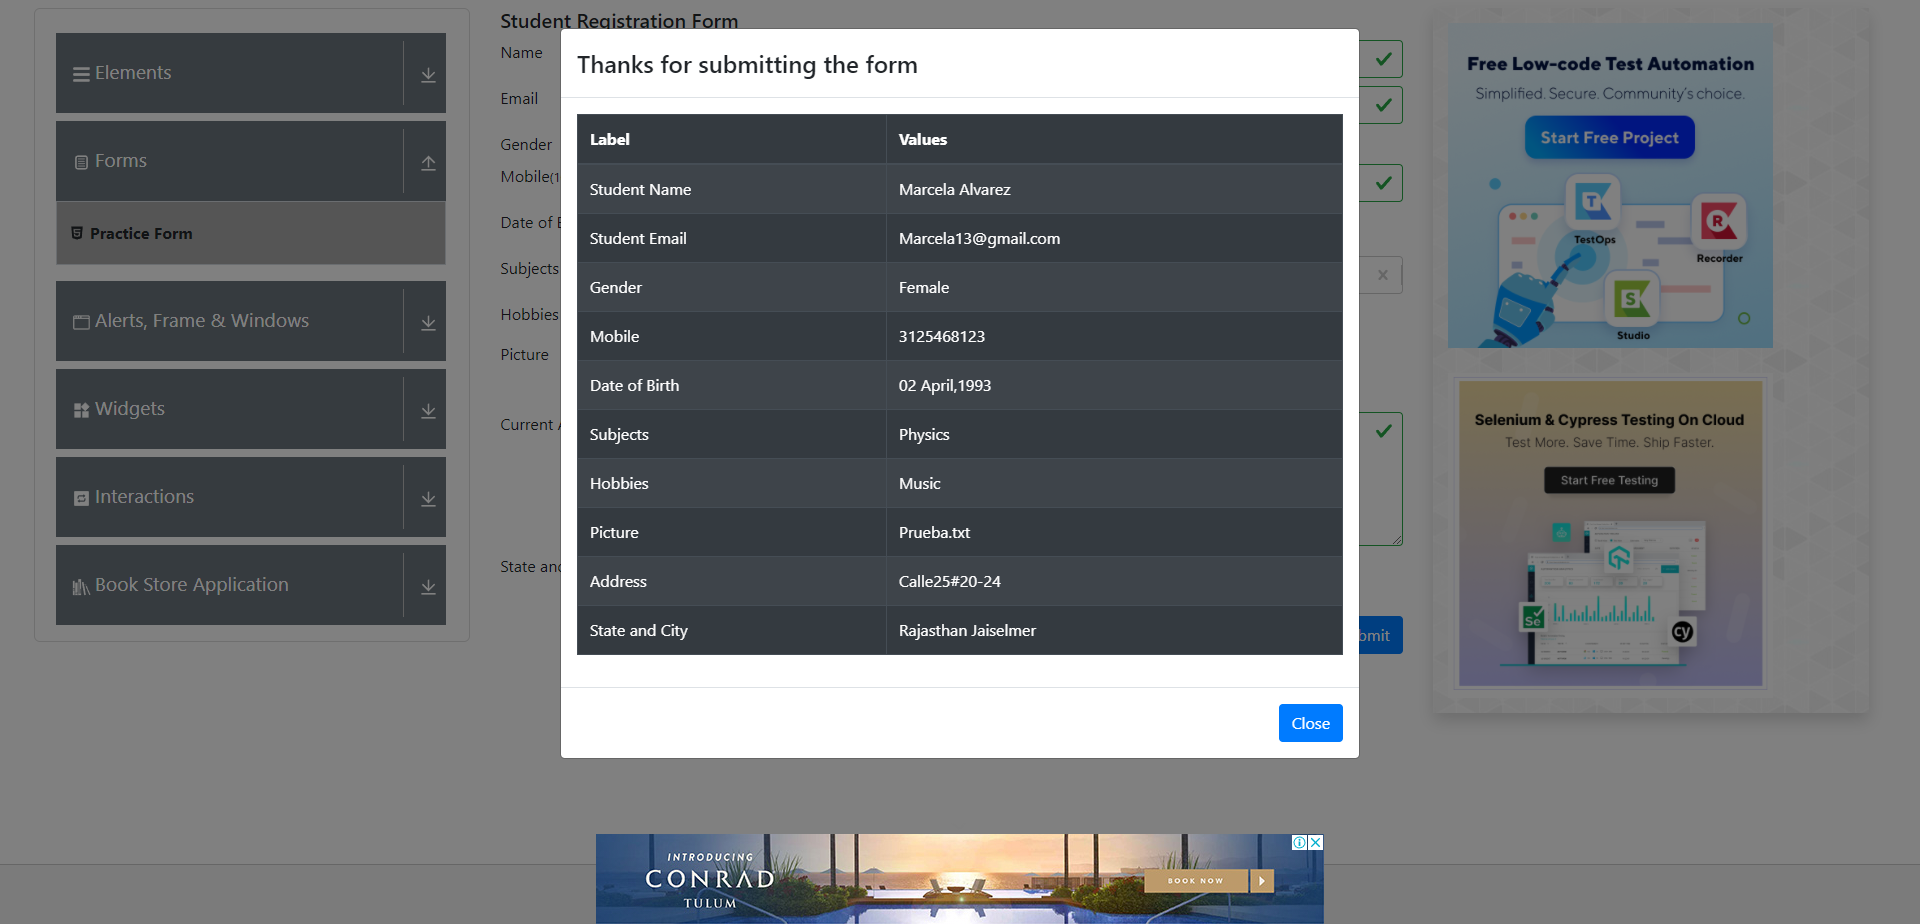 Elements
Forms
Practice Form
Alerts, Frame & Windows
Widgets
Interactions
Book Store Application
Student Registration Form
Name
Email
Gender
Mobile(1
Date of B
Subjects
Hobbies
Picture
Current A
State and
bmit
Thanks for submitting the form
Label Values
Student Name Marcela Alvarez
Student Email Marcela13@gmail.com
Gender Female
Mobile 3125468123
Date of Birth 02 April,1993
Subjects Physics
Hobbies Music
Picture Prueba.txt
Address Calle25#20-24
State and City Rajasthan Jaiselmer
Close
Free Low-code Test Automation
Simplified. Secure. Community's choice.
Start Free Project
TestOps
Recorder
Studio
Selenium & Cypress Testing On Cloud
Test More. Save Time. Ship Faster.
Start Free Testing
Se
cy
INTRODUCING
CONRAD
TULUM
BOOK NOW